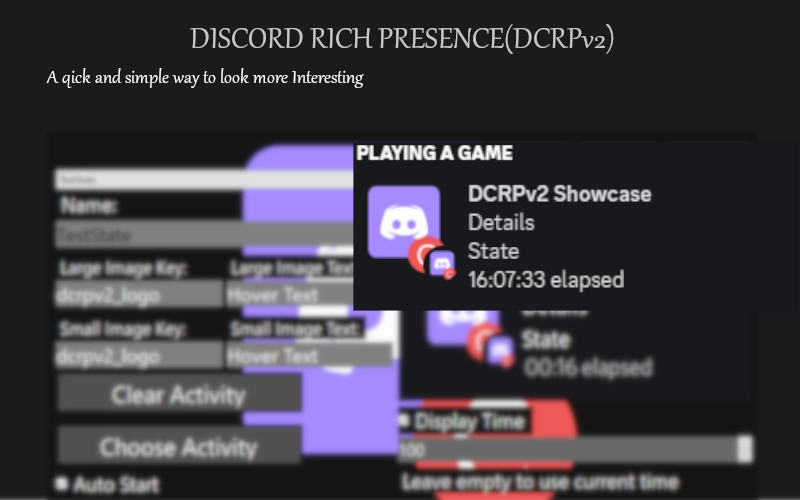 DISCORD RICH PRESENCE(DCRPv2)
A qick and simple way to look more Interesting
PLAYING A GAME
DCRPv2 Showcase
Details
State
16:07:33 elapsed
TestState
Name:
TestState
Large Image Key:
Large Image Text:
dcrpv2_logo
Hover Text
Small Image Key:
Small Image Text:
dcrpv2_logo
Hover Text
Clear Activity
Choose Activity
Auto Start
Details
State
00:16 elapsed
Display Time
100
Leave empty to use current time